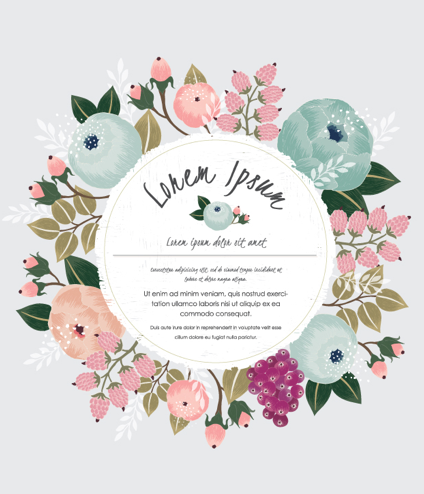 Lorem Ipsum
Lorem ipsum dolor sit amet
Consectetur adipiscing elit, sed do eiusmod tempor incididunt ut
labore et dolore magna aliqua.
Ut enim ad minim veniam, quis nostrud exerci-
tation ullamco laboris nisi ut aliquip ex ea
commodo consequat.
Duis aute irure dolor in reprehenderit in voluptate velit esse
cillum dolore eu fugiat nulla pariatur.